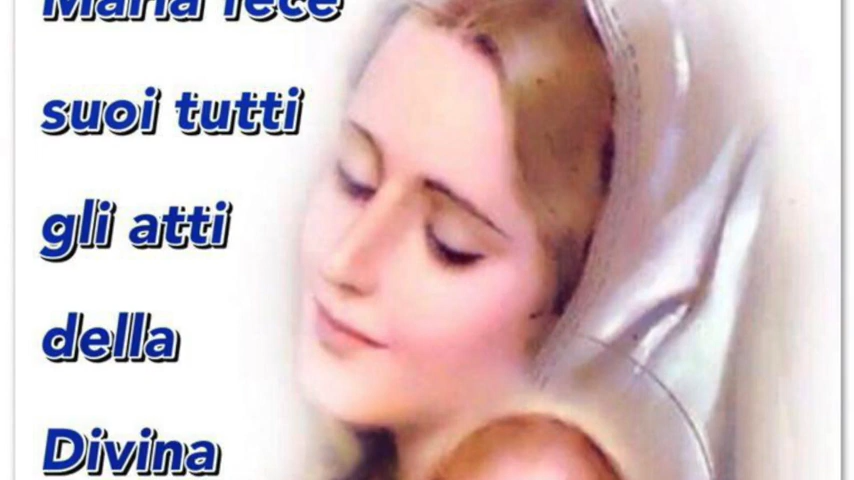 Maria fece
suoi tutti
gli atti
della
Divina